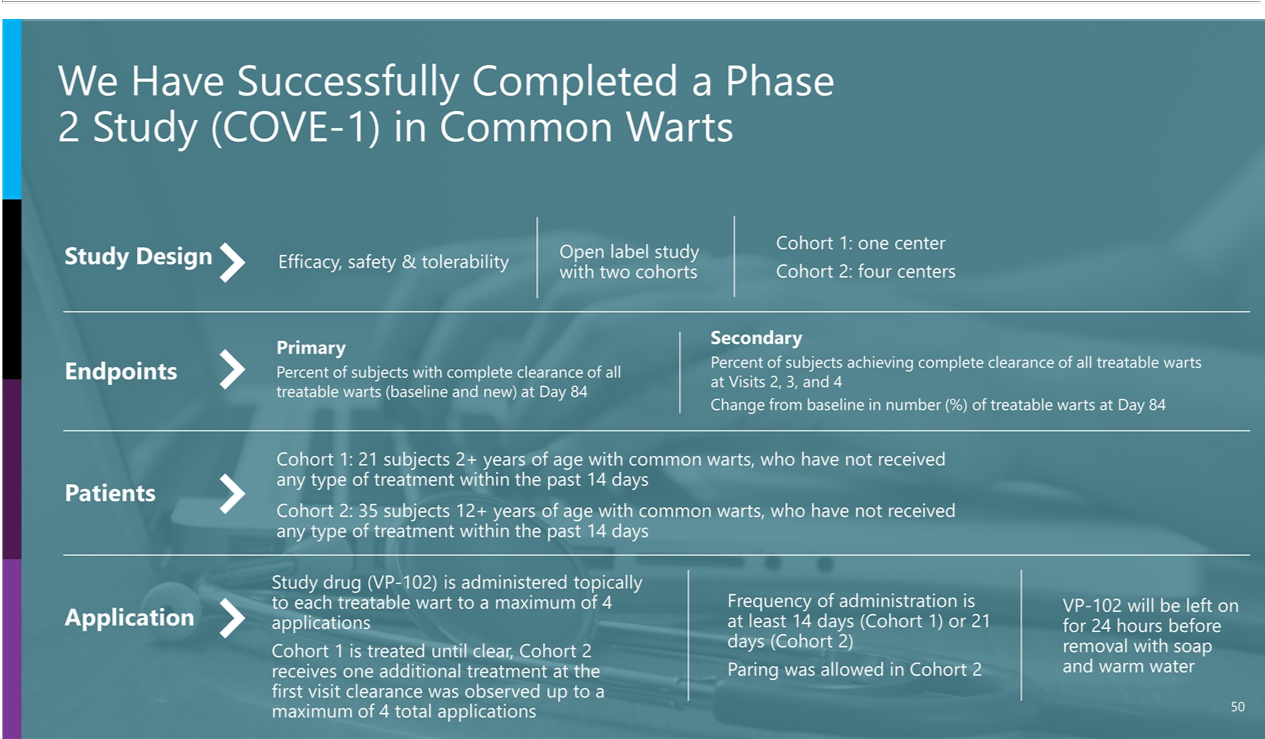 We Have Successfully Completed a Phase
2 Study (COVE-1) in Common Warts
Study Design
Efficacy, safety & tolerability
Open label study
with two cohorts
Cohort 1: one center
Cohort 2: four centers
Endpoints
Primary
Percent of subjects with complete clearance of all
treatable warts (baseline and new) at Day 84
Secondary
Percent of subjects achieving complete clearance of all treatable warts
at Visits 2, 3, and 4
Change from baseline in number (%) of treatable warts at Day 84
Patients
Cohort 1: 21 subjects 2+ years of age with common warts, who have not received
any type of treatment within the past 14 days
Cohort 2: 35 subjects 12+ years of age with common warts, who have not received
any type of treatment within the past 14 days
Application
Study drug (VP-102) is administered topically
to each treatable wart to a maximum of 4
applications
Cohort 1 is treated until clear, Cohort 2
receives one additional treatment at the
first visit clearance was observed up to a
maximum of 4 total applications
Frequency of administration is
at least 14 days (Cohort 1) or 21
days (Cohort 2)
Paring was allowed in Cohort 2
VP-102 will be left on
for 24 hours before
removal with soap
and warm water
50